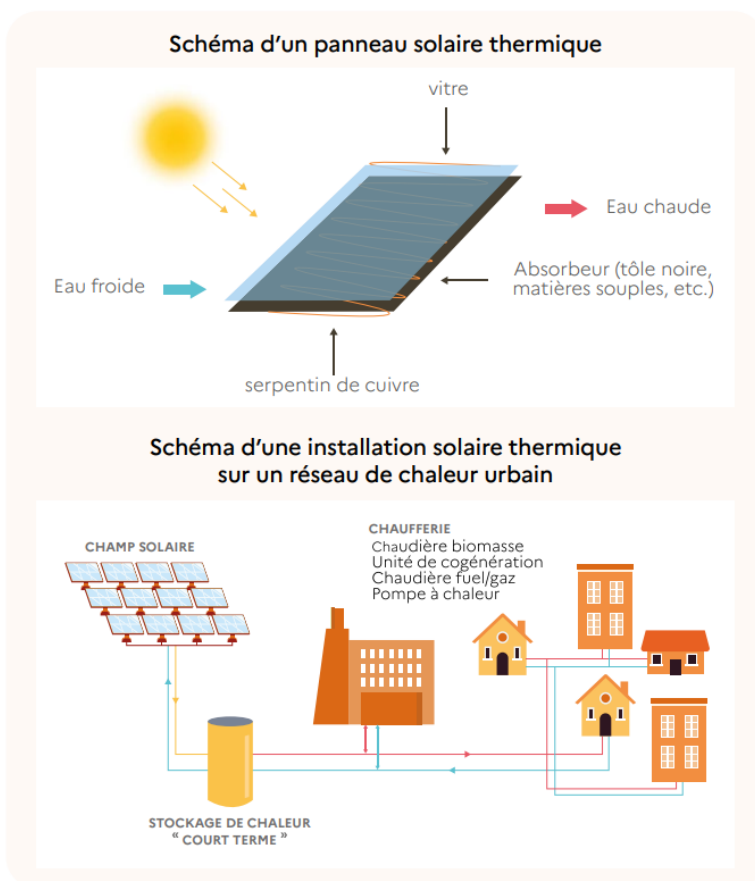 Schéma d’un panneau solaire thermique
vitre
Eau chaude
Eau froide
Absorbeur (tôle noire,
matières souples, etc.)
serpentin de cuivre
Schéma d’une installation solaire thermique
sur un réseau de chaleur urbain
CHAUFFERIE
Chaudière biomasse
Unité de cogénération
Chaudière fuel/gaz
Pompe à chaleur
CHAMP SOLAIRE
STOCKAGE DE CHALEUR
“ COURT TERME ”